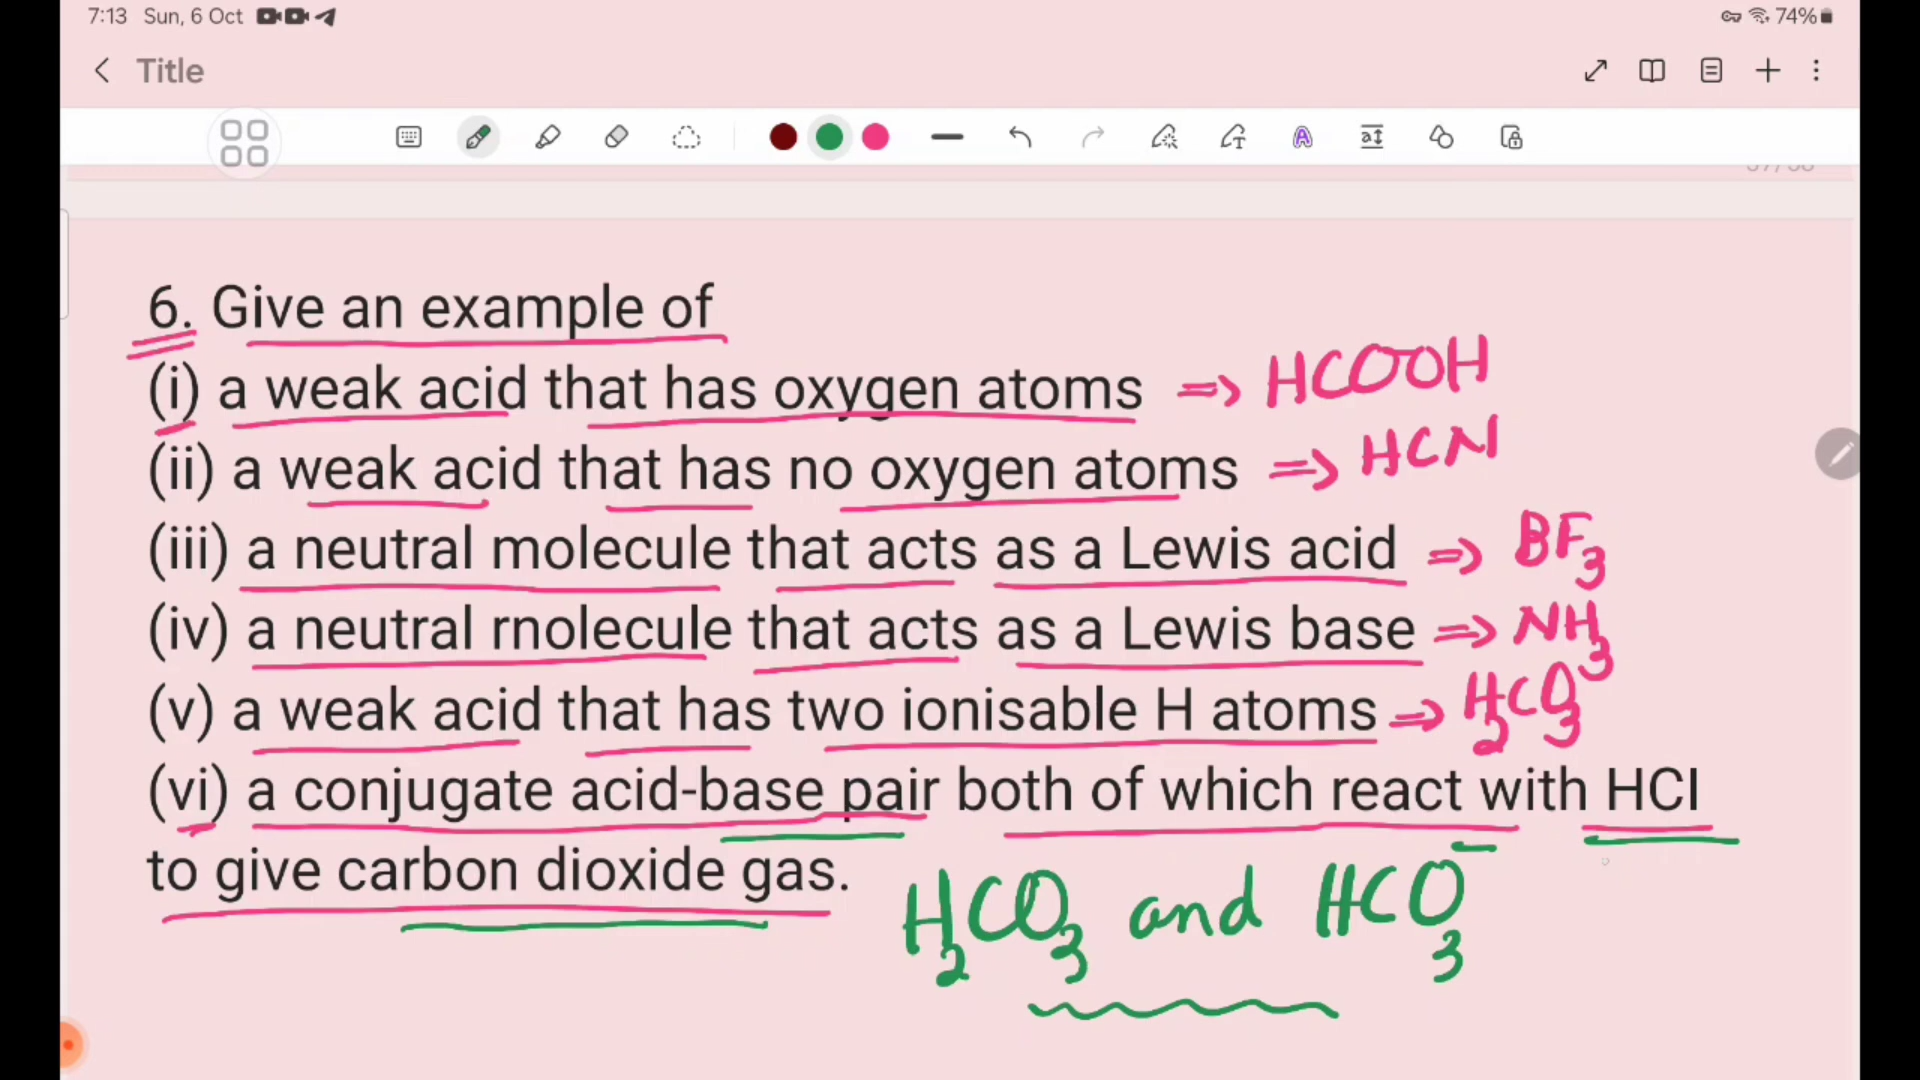 7:13 Sun, 6 Oct 74%
Title
6. Give an example of
(i) a weak acid that has oxygen atoms => HCOOH
(ii) a weak acid that has no oxygen atoms => HCN
(iii) a neutral molecule that acts as a Lewis acid => BF₃
(iv) a neutral rnolecule that acts as a Lewis base => NH₃
(v) a weak acid that has two ionisable H atoms => H₂CO₃
(vi) a conjugate acid-base pair both of which react with HCl
to give carbon dioxide gas. H₂CO₃ and HCO₃⁻